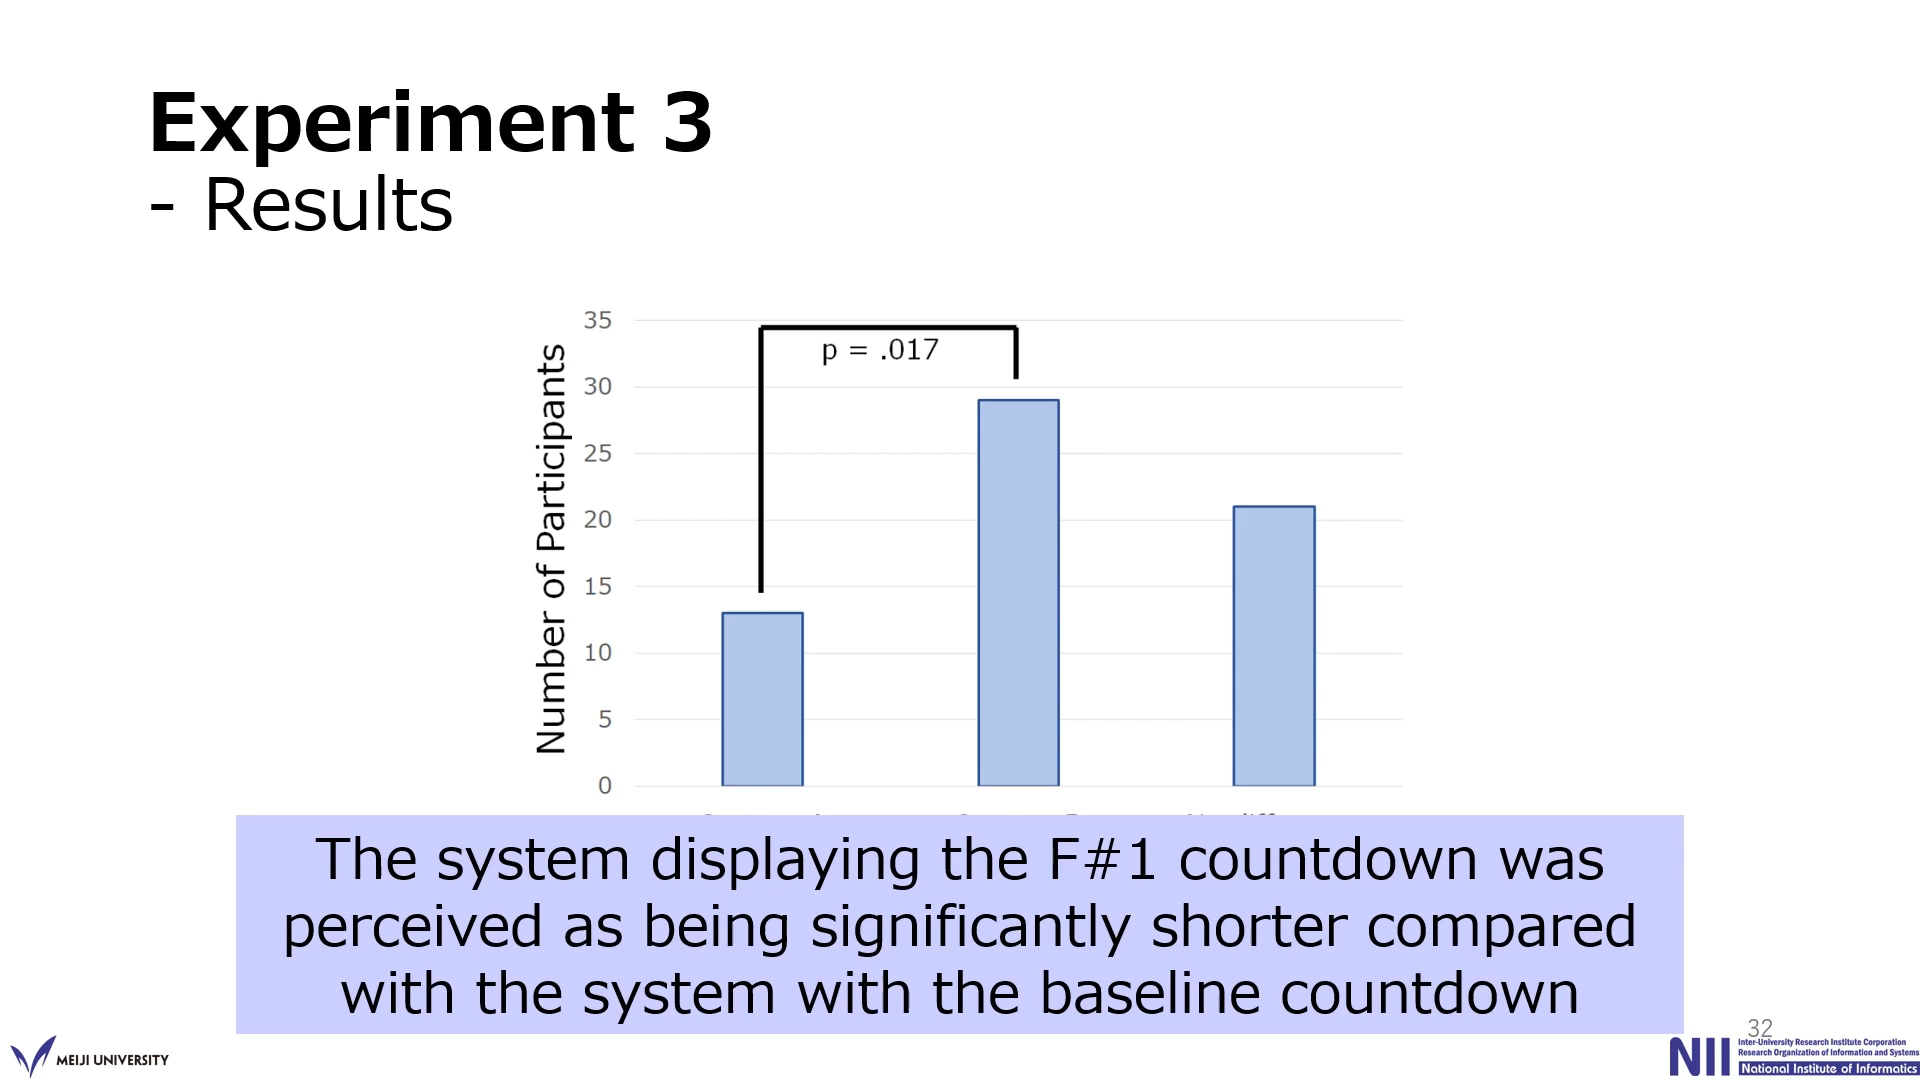 Experiment 3
- Results
35
p = .017
30
25
20
15
10
5
0
Number of Participants
The system displaying the F#1 countdown was
perceived as being significantly shorter compared
with the system with the baseline countdown
32
MEIJI UNIVERSITY
NII
Inter-University Research Institute Corporation
Research Organization of Information and Systems
National Institute of Informatics